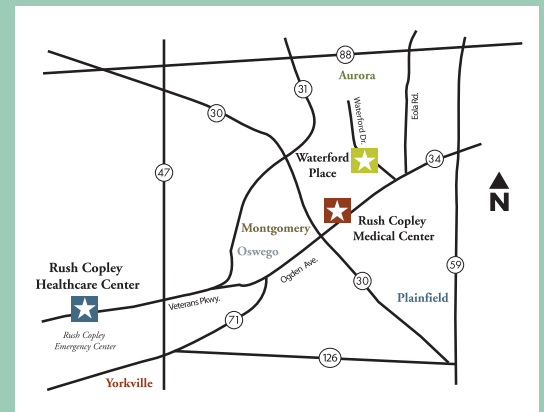 88
Aurora
31
Waterford Dr.
Eola Rd.
30
34
Waterford
Place
47
Rush Copley
Medical Center
N
Montgomery
Oswego
Rush Copley
Healthcare Center
Ogden Ave.
59
30
Plainfield
Veterans Pkwy.
71
Rush Copley
Emergency Center
126
Yorkville